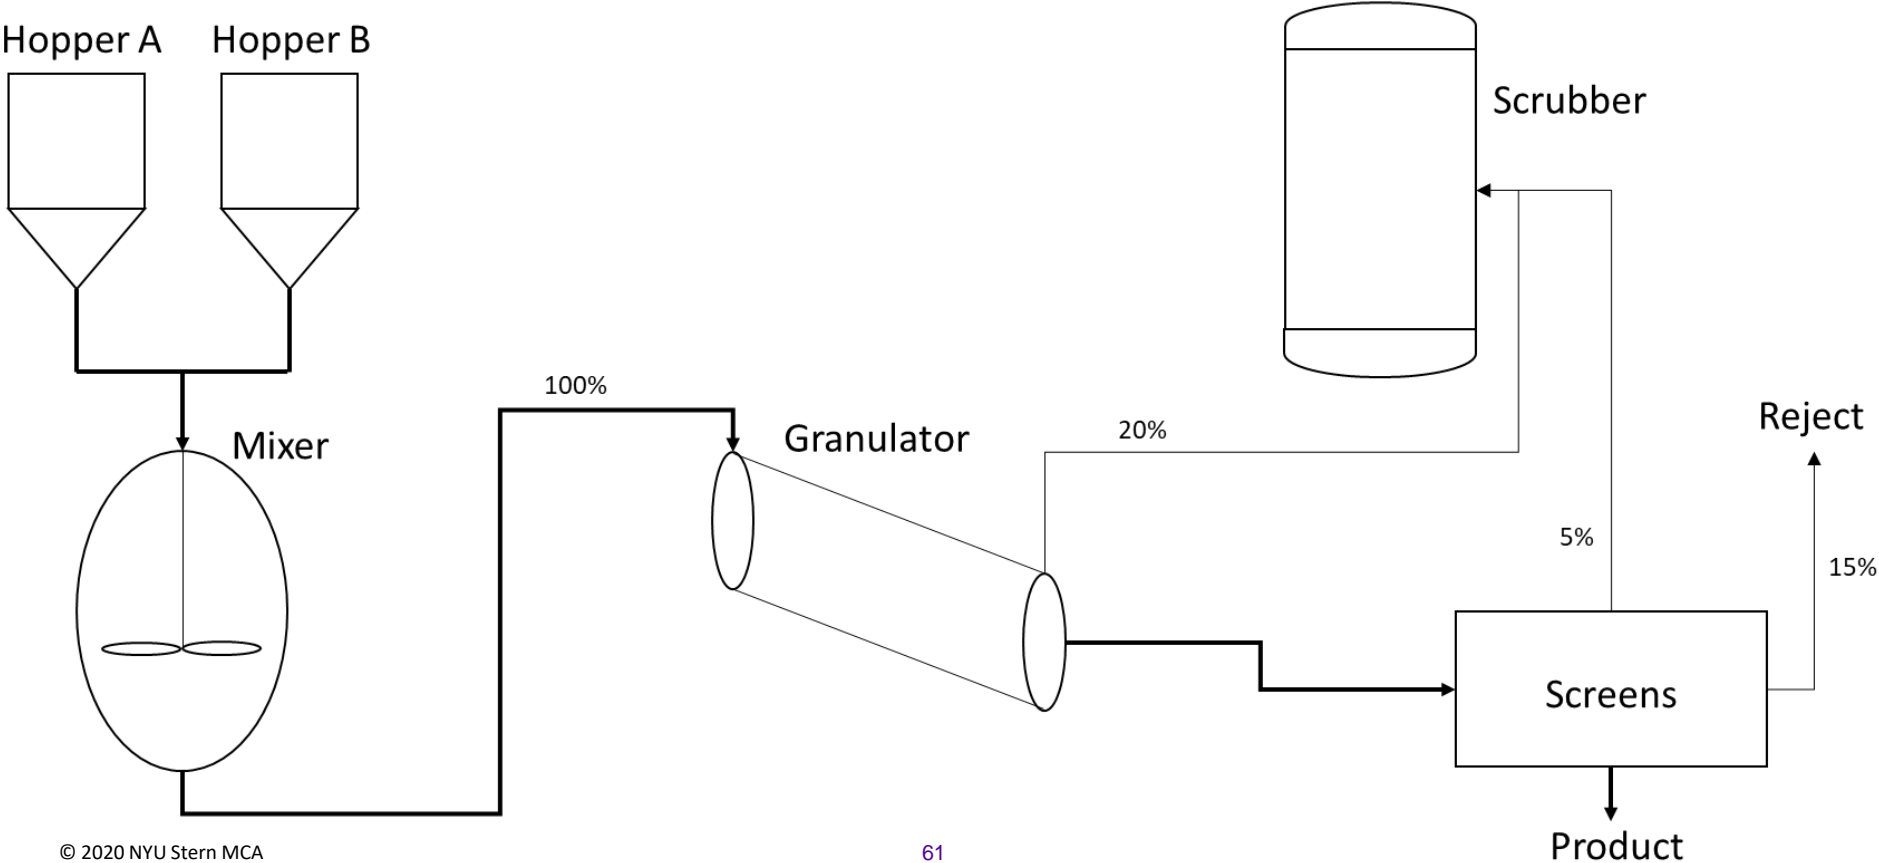 Hopper A
Hopper B
Scrubber
100%
Mixer
Granulator
20%
Reject
5%
15%
Screens
Product
© 2020 NYU Stern MCA
61